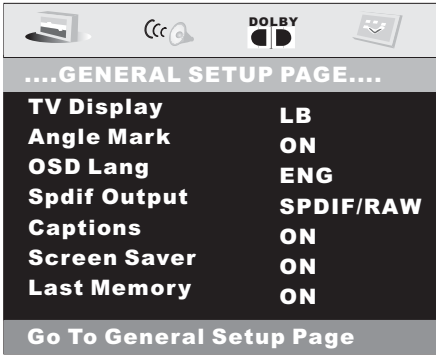 DOLBY
....GENERAL SETUP PAGE....
TV Display LB
Angle Mark ON
OSD Lang ENG
Spdif Output SPDIF/RAW
Captions ON
Screen Saver ON
Last Memory ON
Go To General Setup Page